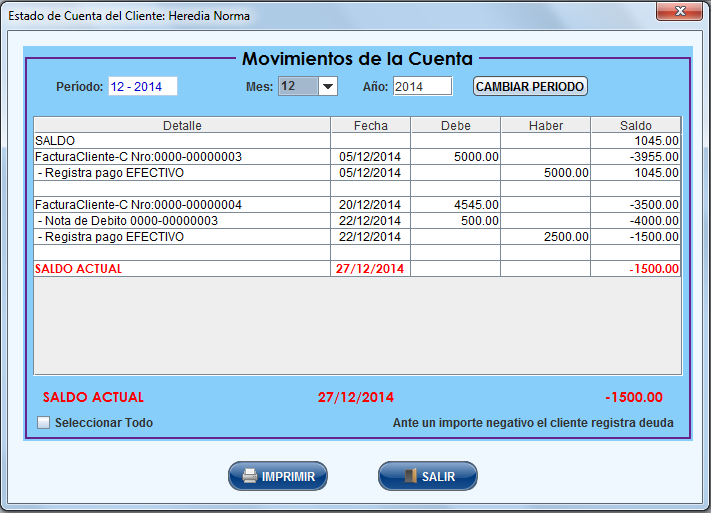 Estado de Cuenta del Cliente: Heredia Norma
Movimientos de la Cuenta
Período: 12 - 2014 Mes: 12 Año: 2014 CAMBIAR PERIODO
Detalle Fecha Debe Haber Saldo
SALDO 1045.00
FacturaCliente-C Nro:0000-00000003 05/12/2014 5000.00 -3955.00
- Registra pago EFECTIVO 05/12/2014 5000.00 1045.00
FacturaCliente-C Nro:0000-00000004 20/12/2014 4545.00 -3500.00
- Nota de Debito 0000-00000003 22/12/2014 500.00 -4000.00
- Registra pago EFECTIVO 22/12/2014 2500.00 -1500.00
SALDO ACTUAL 27/12/2014 -1500.00
SALDO ACTUAL 27/12/2014 -1500.00
Seleccionar Todo Ante un importe negativo el cliente registra deuda
IMPRIMIR SALIR